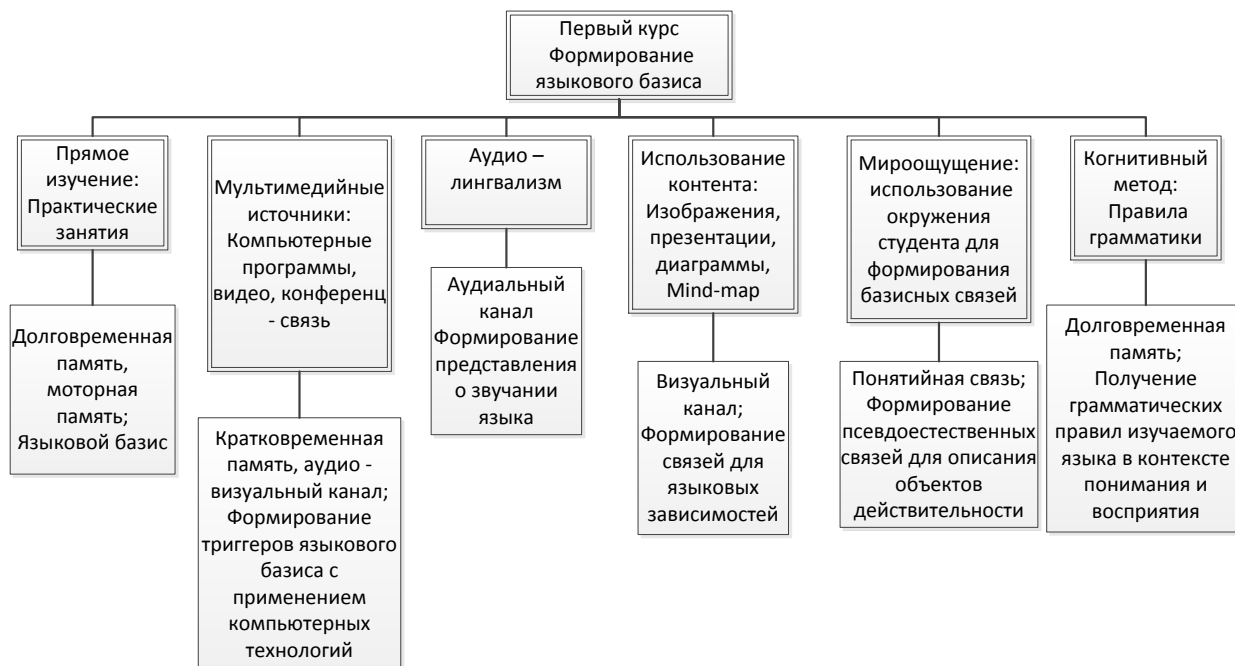 Первый курс
Формирование
языкового базиса
Прямое
изучение:
Практические
занятия
Мультимедийные
источники:
Компьютерные
программы,
видео, конференц
- связь
Аудио –
лингвализм
Использование
контента:
Изображения,
презентации,
диаграммы,
Mind-map
Мироощущение:
использование
окружения
студента для
формирования
базисных связей
Когнитивный
метод:
Правила
грамматики
Долговременная
память,
моторная
память;
Языковой базис
Кратковременная
память, аудио -
визуальный канал;
Формирование
триггеров языкового
базиса с
применением
компьютерных
технологий
Аудиальный
канал
Формирование
представления
о звучании
языка
Визуальный
канал;
Формирование
связей для
языковых
зависимостей
Понятийная связь;
Формирование
псевдоестественных
связей для описания
объектов
действительности
Долговременная
память;
Получение
грамматических
правил изучаемого
языка в контексте
понимания и
восприятия